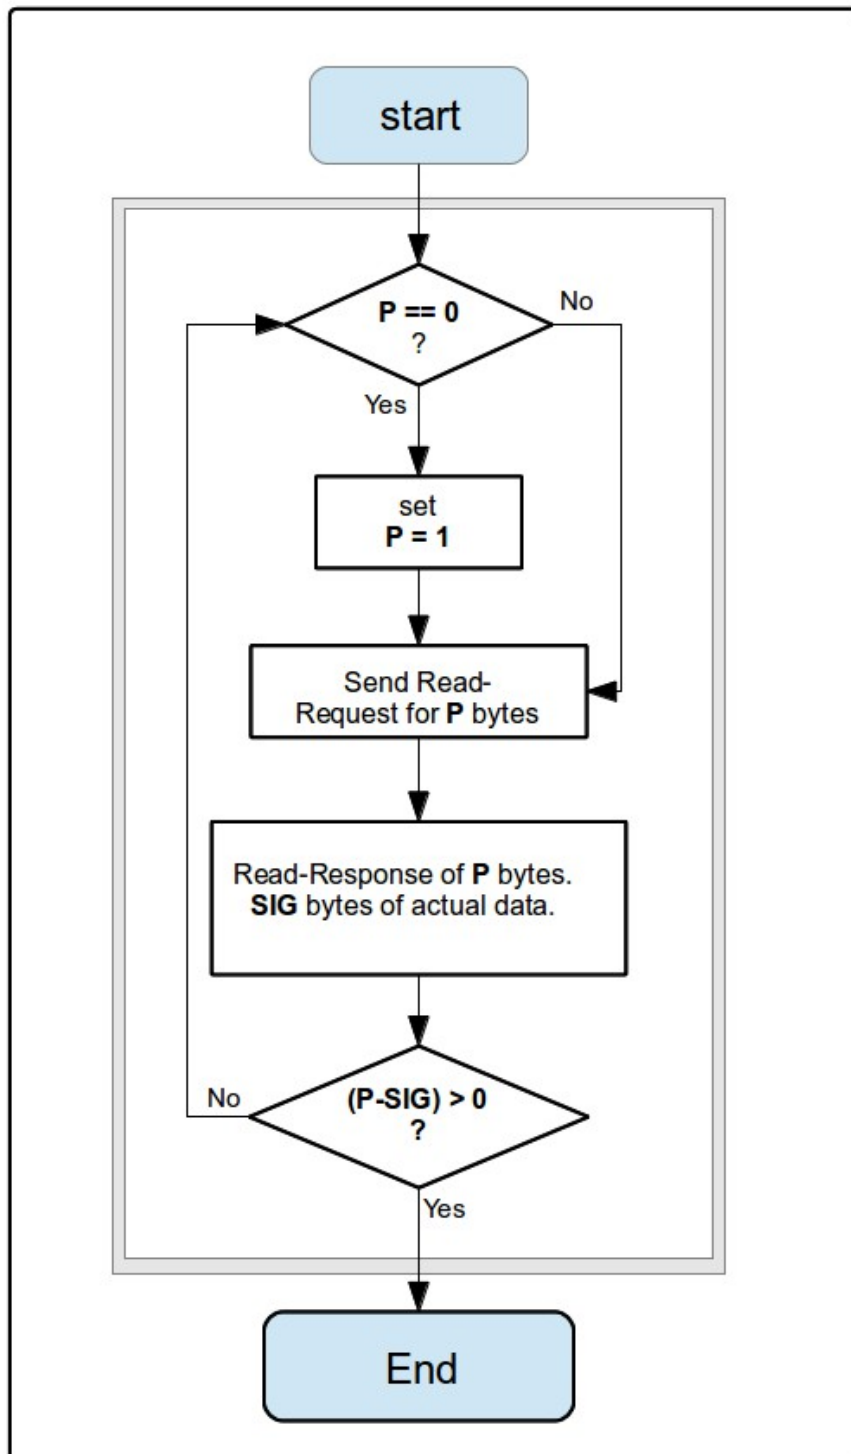 start
P == 0
?
No
Yes
set
P = 1
Send Read-
Request for P bytes
Read-Response of P bytes.
SIG bytes of actual data.
(P-SIG) > 0
?
No
Yes
End